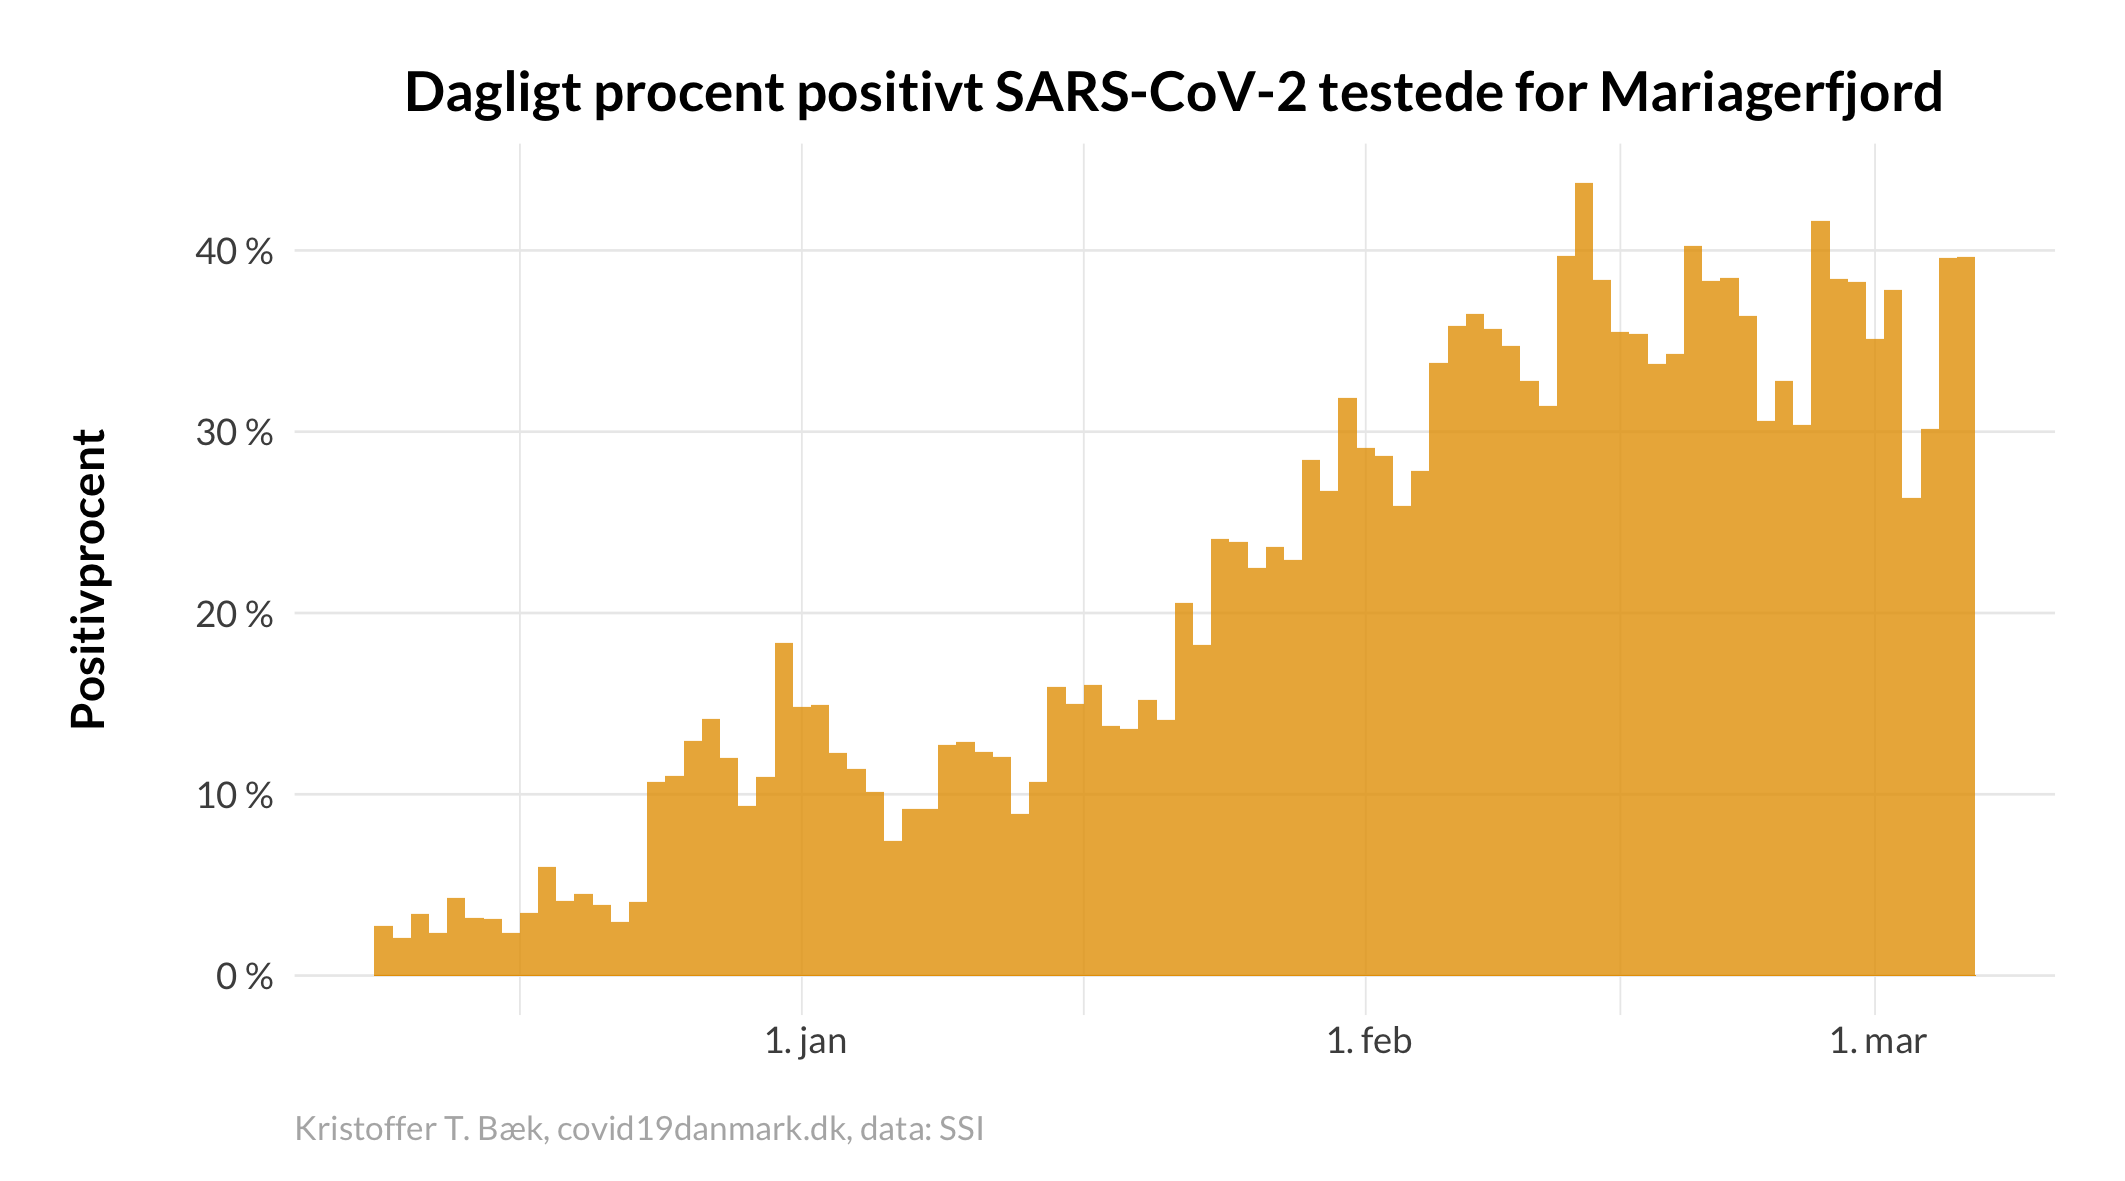 Dagligt procent positivt SARS-CoV-2 testede for Mariagerfjord
Positivprocent
40 %
30 %
20 %
10 %
0 %
1. jan
1. feb
1. mar
Kristoffer T. Bæk, covid19danmark.dk, data: SSI